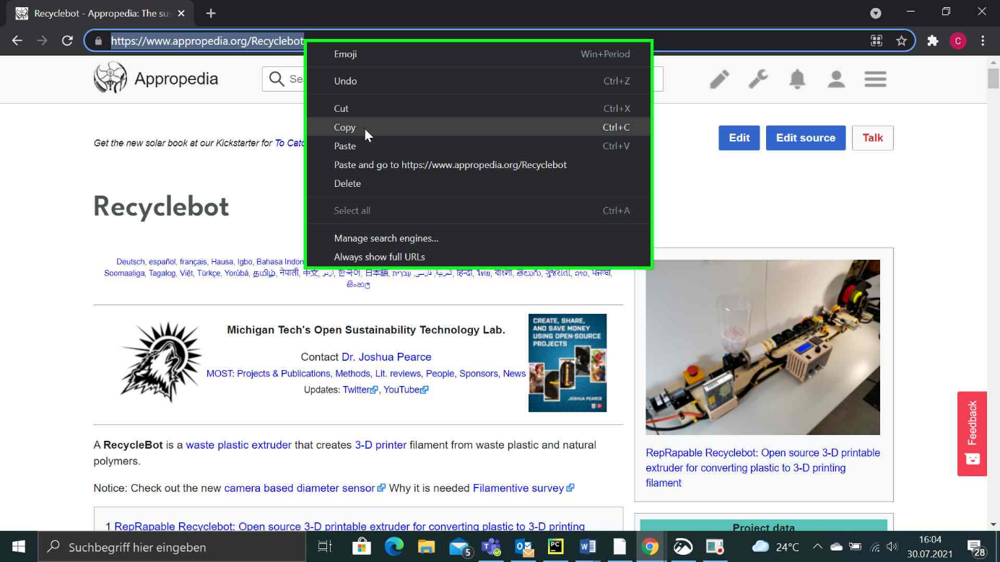 Recyclebot - Appropedia: The sus
https://www.appropedia.org/Recyclebot
C
Emoji Win+Period
Undo Ctrl+Z
Cut Ctrl+X
Copy Ctrl+C
Paste Ctrl+V
Paste and go to https://www.appropedia.org/Recyclebot
Delete
Select all Ctrl+A
Manage search engines...
Always show full URLs
Appropedia
Se
Get the new solar book at our Kickstarter for To Catc
Edit Edit source Talk
Recyclebot
Deutsch, español, français, Hausa, Igbo, Bahasa Indon
Soomaaliga, Tagalog, Việt, Türkçe, Yorùbá, தமிழ், नेपाली, 中文, اردو, 한국어, 日本語, العربية, فارسی, עברית, हिन्दी, ไทย, বাংলা, తెలుగు, ગુજરાતી, ລາວ, ਪੰਜਾਬੀ,
සිංහල
Michigan Tech's Open Sustainability Technology Lab.
Contact Dr. Joshua Pearce
MOST: Projects & Publications, Methods, Lit. reviews, People, Sponsors, News
Updates: Twitter, YouTube
CREATE, SHARE,
AND SAVE MONEY
USING OPEN-SOURCE
PROJECTS
JOSHUA PEARCE
A RecycleBot is a waste plastic extruder that creates 3-D printer filament from waste plastic and natural
polymers.
Notice: Check out the new camera based diameter sensor Why it is needed Filamentive survey
1 RepRapable Recyclebot: Open source 3-D printable extruder for converting plastic to 3-D printing
RepRapable Recyclebot: Open source 3-D printable
extruder for converting plastic to 3-D printing
filament
Project data
Feedback
Suchbegriff hier eingeben
5
PC
24°C
16:04
30.07.2021
28